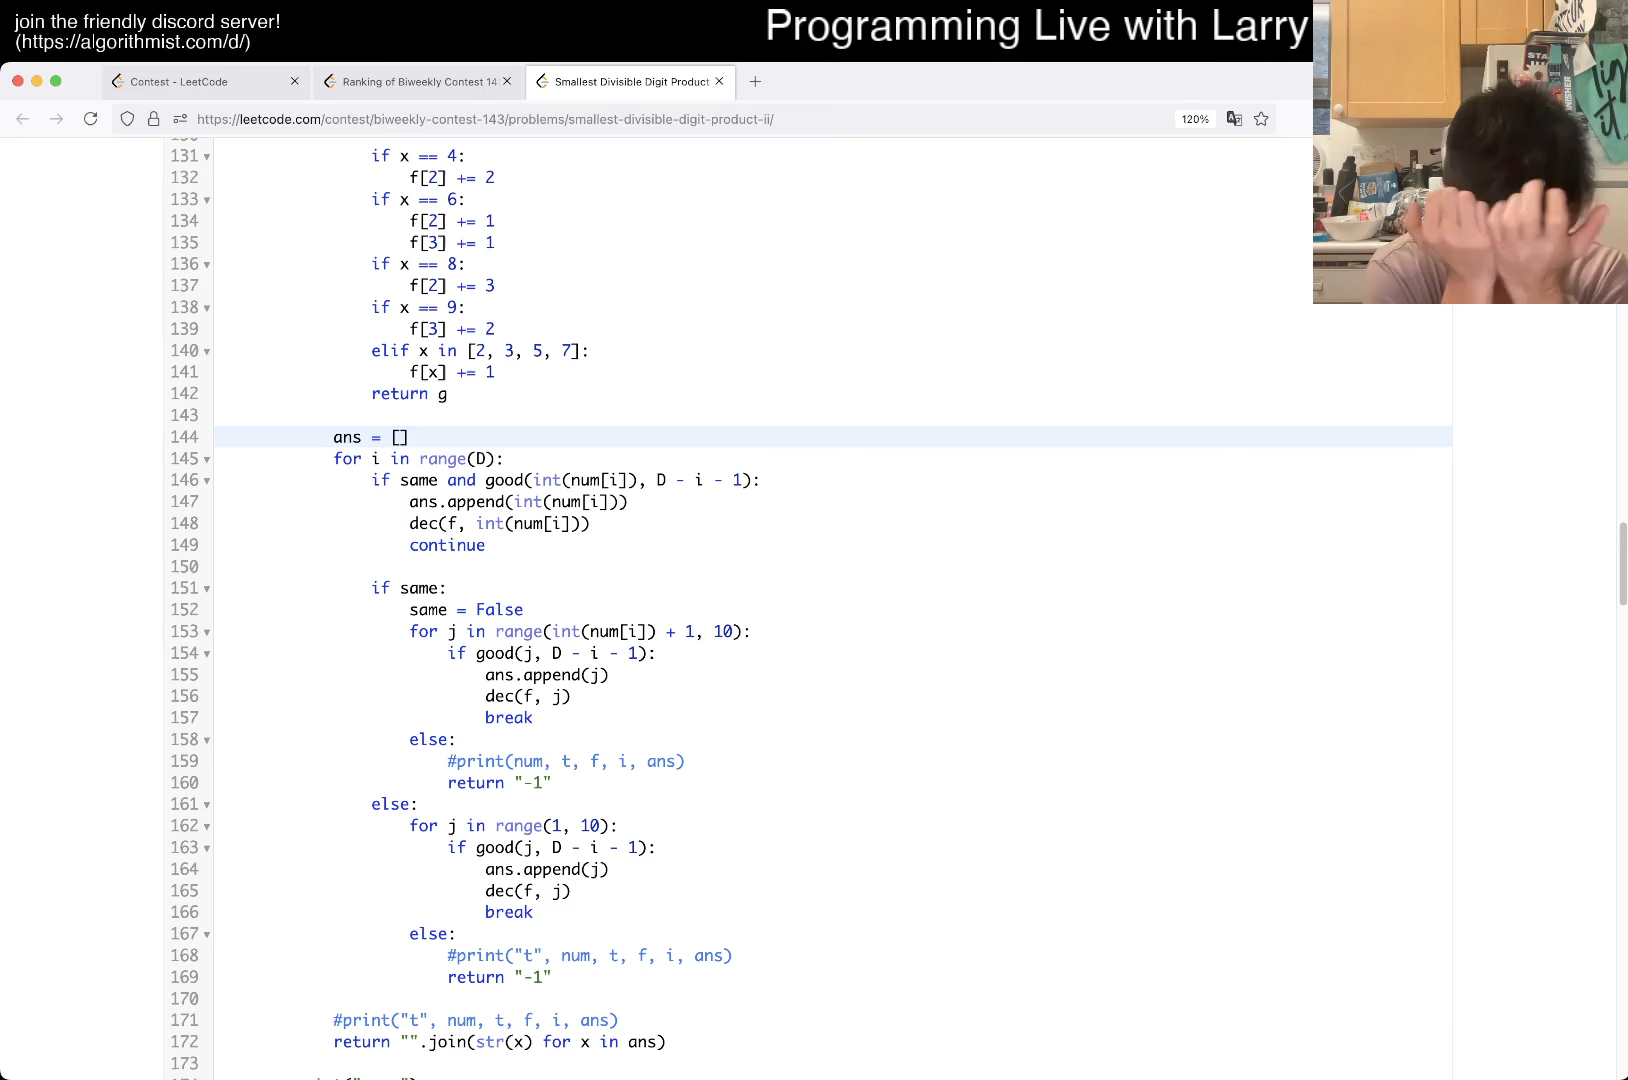 join the friendly discord server!
(https://algorithmist.com/d/)
Programming Live with Larry
Contest - LeetCode
Ranking of Biweekly Contest 14
Smallest Divisible Digit Product
https://leetcode.com/contest/biweekly-contest-143/problems/smallest-divisible-digit-product-ii/
120%
131 if x == 4:
132 f[2] += 2
133 if x == 6:
134 f[2] += 1
135 f[3] += 1
136 if x == 8:
137 f[2] += 3
138 if x == 9:
139 f[3] += 2
140 elif x in [2, 3, 5, 7]:
141 f[x] += 1
142 return g
143
144 ans = []
145 for i in range(D):
146 if same and good(int(num[i]), D - i - 1):
147 ans.append(int(num[i]))
148 dec(f, int(num[i]))
149 continue
150
151 if same:
152 same = False
153 for j in range(int(num[i]) + 1, 10):
154 if good(j, D - i - 1):
155 ans.append(j)
156 dec(f, j)
157 break
158 else:
159 #print(num, t, f, i, ans)
160 return "-1"
161 else:
162 for j in range(1, 10):
163 if good(j, D - i - 1):
164 ans.append(j)
165 dec(f, j)
166 break
167 else:
168 #print("t", num, t, f, i, ans)
169 return "-1"
170
171 #print("t", num, t, f, i, ans)
172 return "".join(str(x) for x in ans)
173